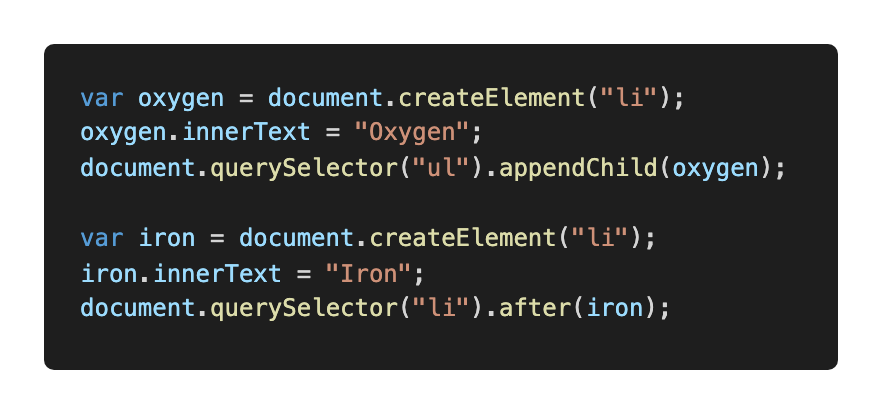 var oxygen = document.createElement("li");
oxygen.innerText = "Oxygen";
document.querySelector("ul").appendChild(oxygen);
var iron = document.createElement("li");
iron.innerText = "Iron";
document.querySelector("li").after(iron);